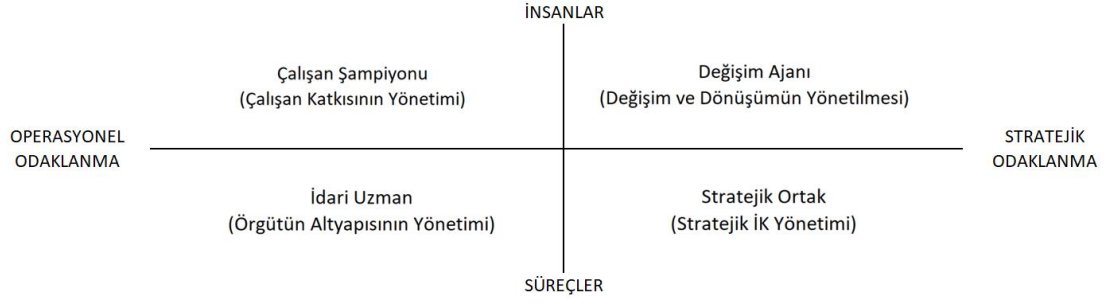 İNSANLAR
Çalışan Şampiyonu
(Çalışan Katkısının Yönetimi)
Değişim Ajanı
(Değişim ve Dönüşümün Yönetilmesi)
OPERASYONEL
ODAKLANMA
STRATEJİK
ODAKLANMA
İdari Uzman
(Örgütün Altyapısının Yönetimi)
Stratejik Ortak
(Stratejik İK Yönetimi)
SÜREÇLER